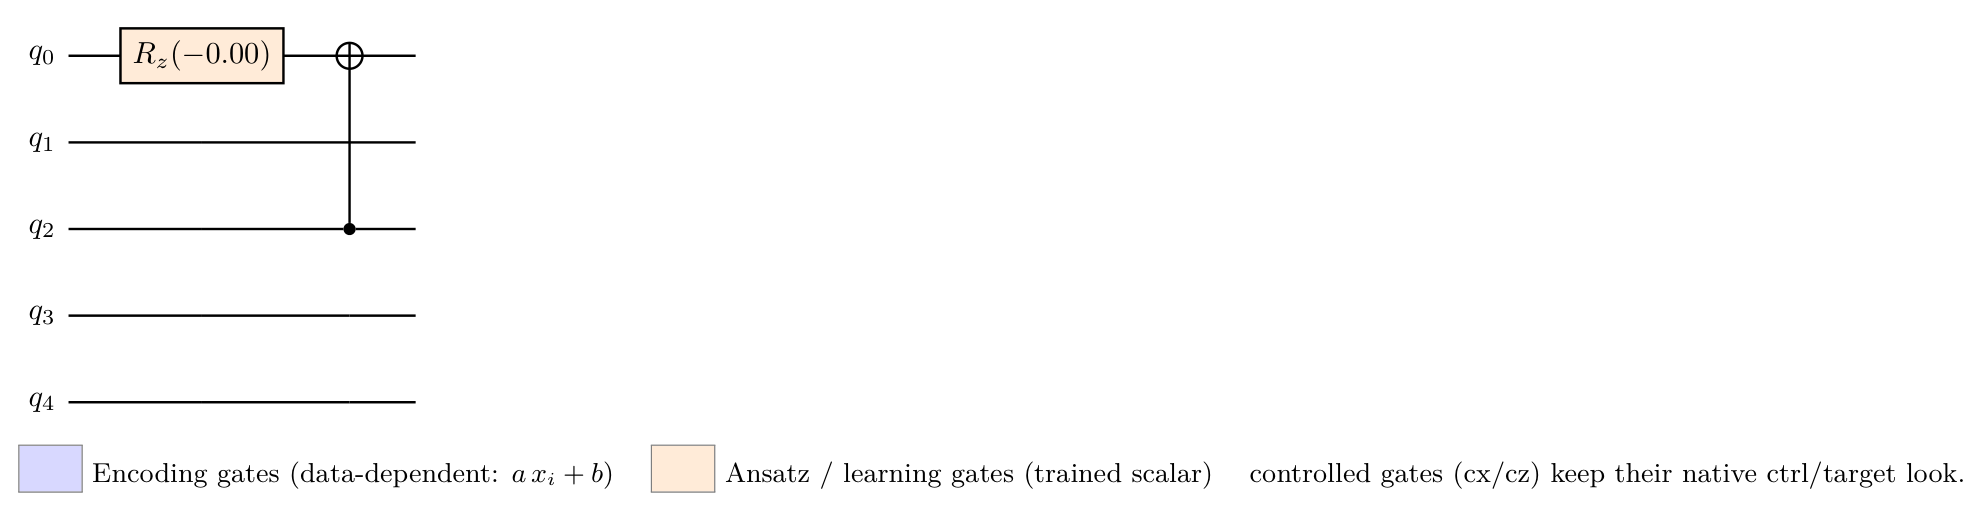 q0 Rz(−0.00)
q1
q2
q3
q4
Encoding gates (data-dependent: a xi + b) Ansatz / learning gates (trained scalar) controlled gates (cx/cz) keep their native ctrl/target look.